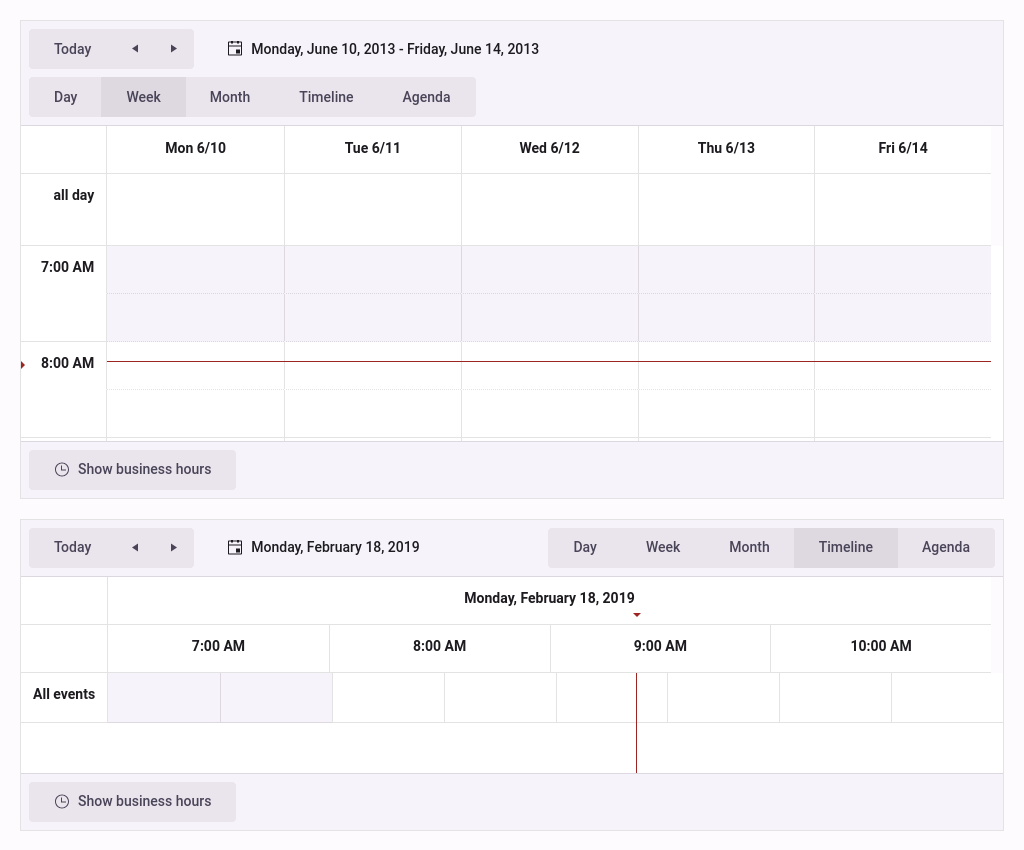 Today
Monday, June 10, 2013 - Friday, June 14, 2013
Day Week Month Timeline Agenda
Mon 6/10 Tue 6/11 Wed 6/12 Thu 6/13 Fri 6/14
all day
7:00 AM
8:00 AM
Show business hours
Today Monday, February 18, 2019 Day Week Month Timeline Agenda
Monday, February 18, 2019
7:00 AM 8:00 AM 9:00 AM 10:00 AM
All events
Show business hours